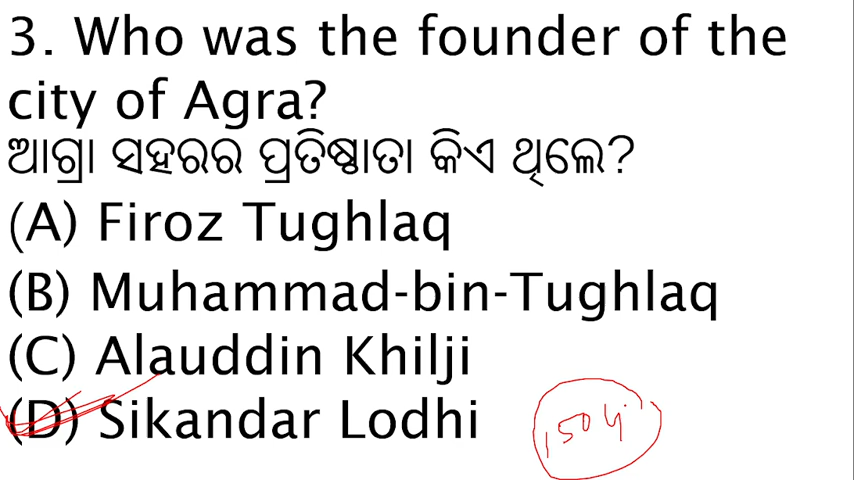 3. Who was the founder of the
city of Agra?
ଆଗ୍ରା ସହରର ପ୍ରତିଷ୍ଠାତା କିଏ ଥିଲେ?
(A) Firoz Tughlaq
(B) Muhammad-bin-Tughlaq
(C) Alauddin Khilji
(D) Sikandar Lodhi
1504